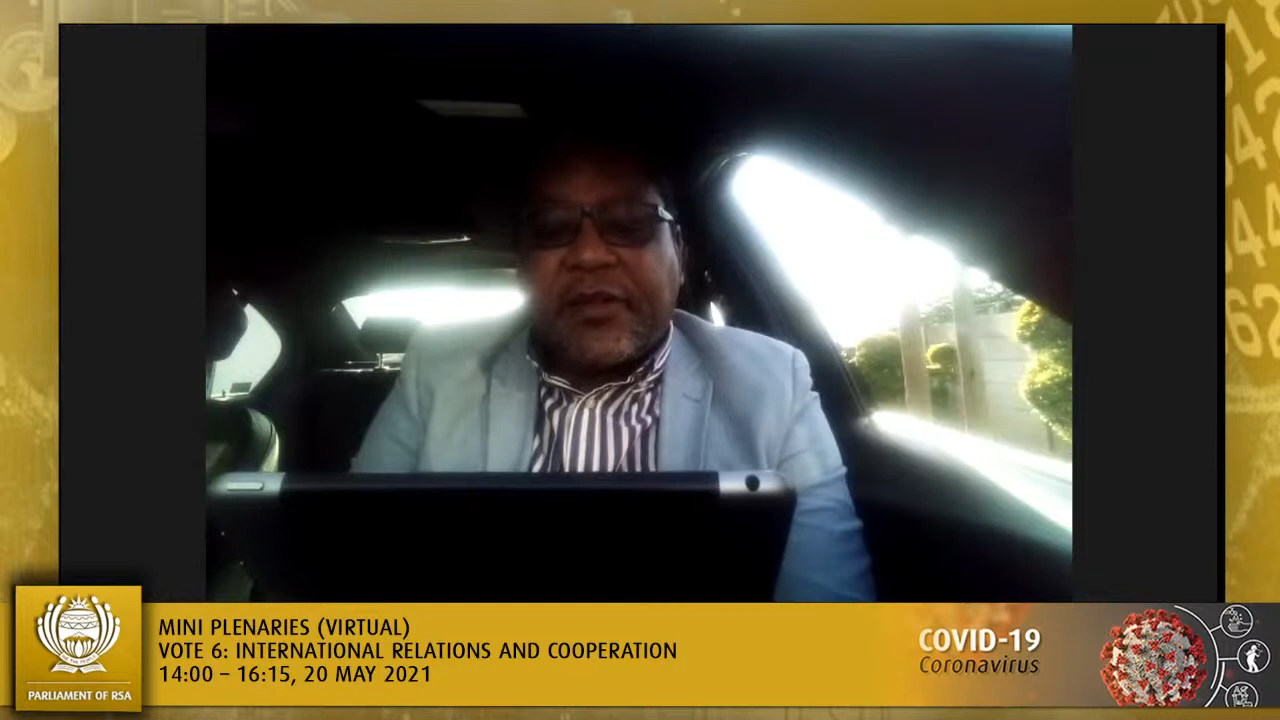 MINI PLENARIES (VIRTUAL)
VOTE 6: INTERNATIONAL RELATIONS AND COOPERATION
14:00 – 16:15, 20 MAY 2021
PARLIAMENT OF RSA
COVID-19
Coronavirus